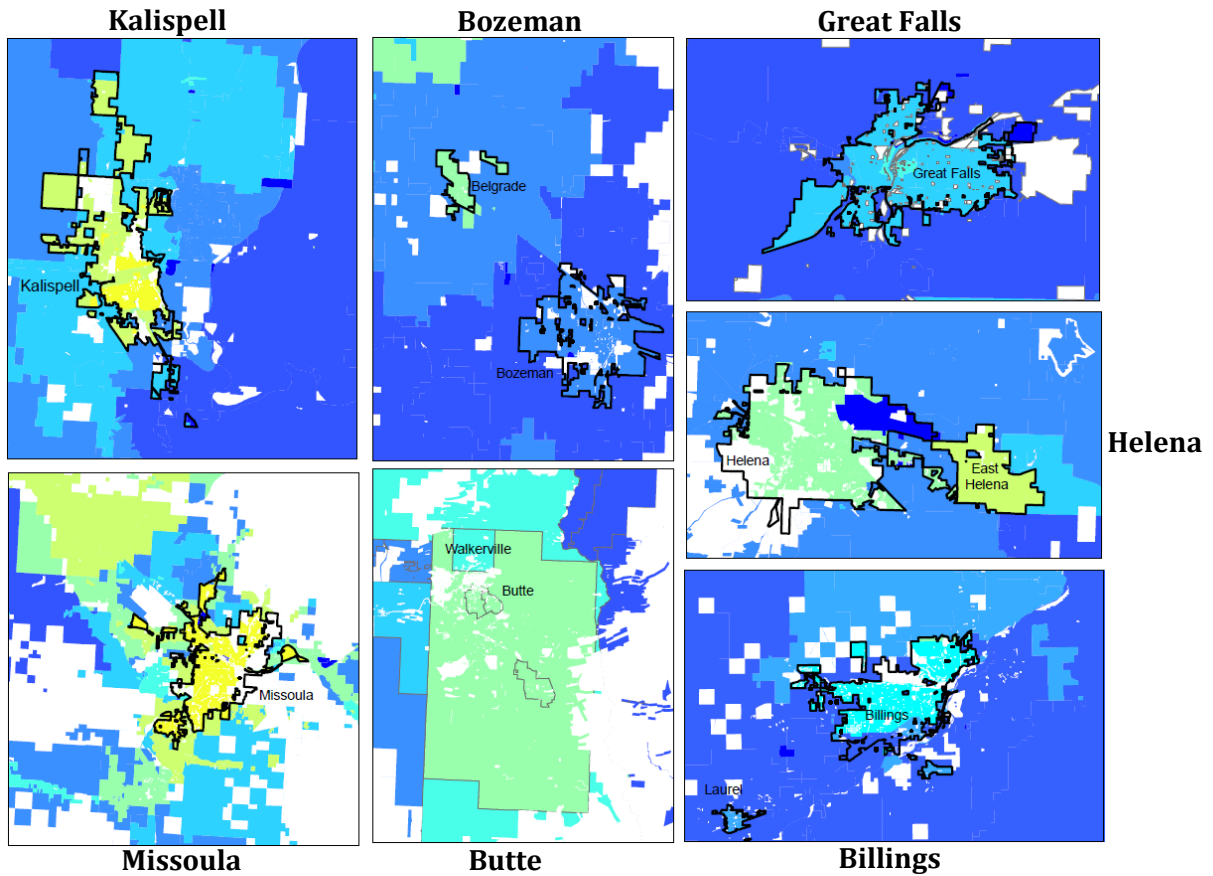 Kalispell
Bozeman
Great Falls
Kalispell
Belgrade
Bozeman
Great Falls
Helena
East
Helena
Helena
Missoula
Walkerville
Butte
Billings
Laurel
Missoula
Butte
Billings